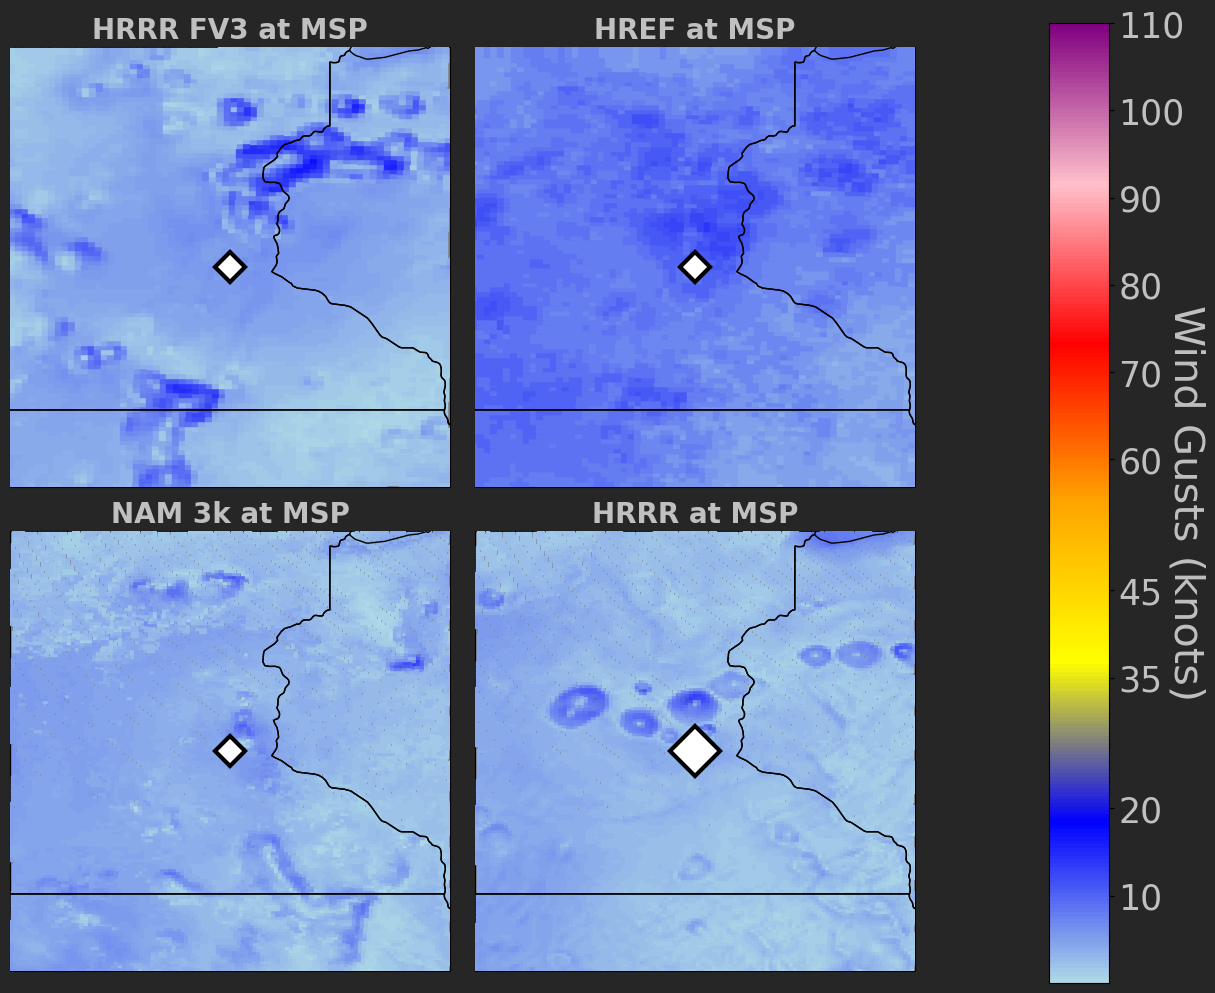 HRRR FV3 at MSP
HREF at MSP
NAM 3k at MSP
HRRR at MSP
110
100
90
80
70
60
45
35
20
10
Wind Gusts (knots)